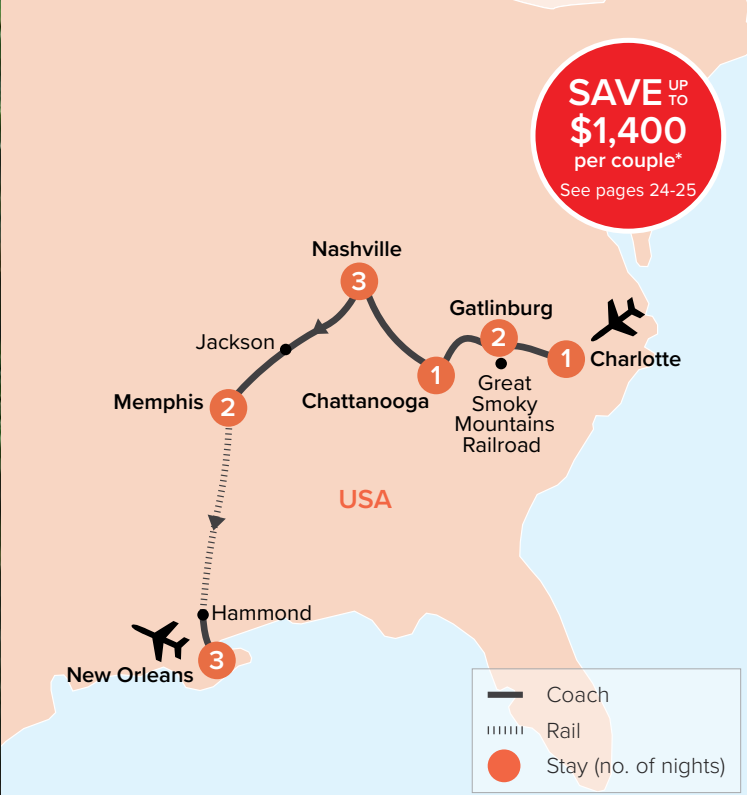 SAVE UP TO
$1,400
per couple*
See pages 24-25
Nashville
3
Gatlinburg
2
Jackson
1
Charlotte
1
Great
Smoky
Mountains
Railroad
Chattanooga
Memphis
2
USA
Hammond
New Orleans
3
Coach
Rail
Stay (no. of nights)